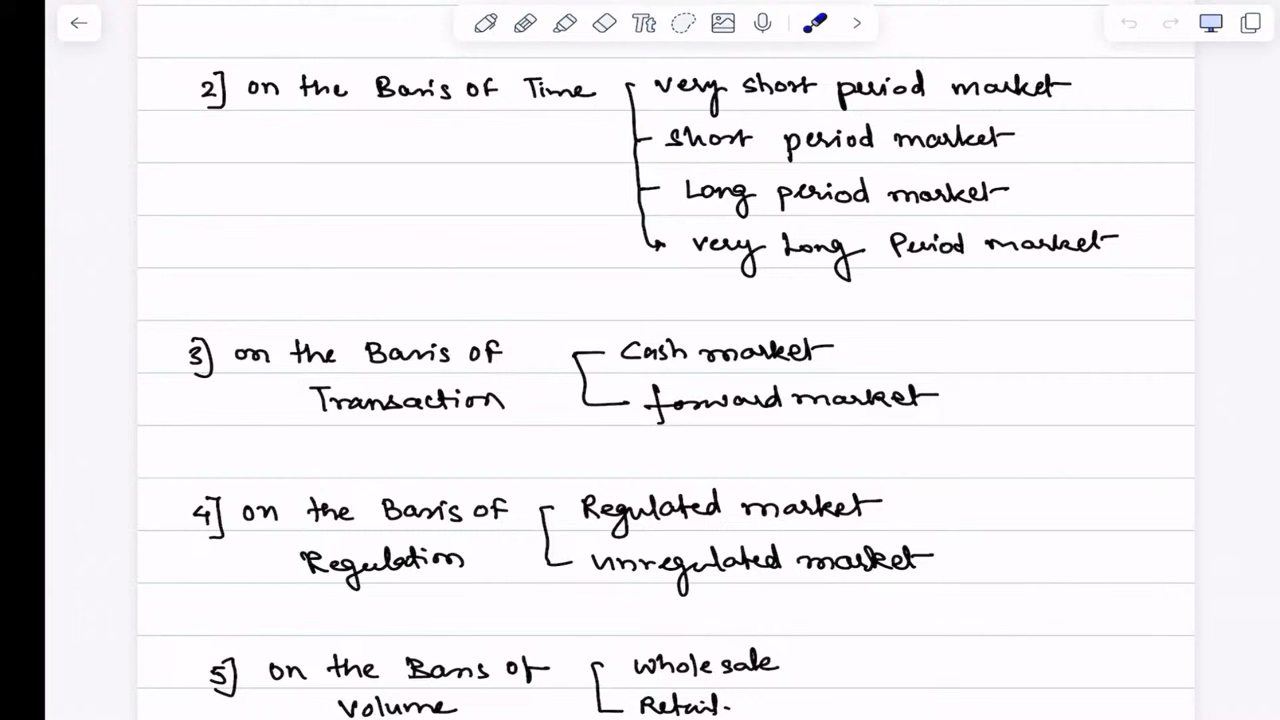 Tt
2] on the Basis of Time very short period market
short period market
Long period market
very Long Period market
3] on the Basis of Cash market
Transaction forward market
4] on the Basis of Regulated market
Regulation unregulated market
5] on the Basis of Whole sale
Volume Retail.